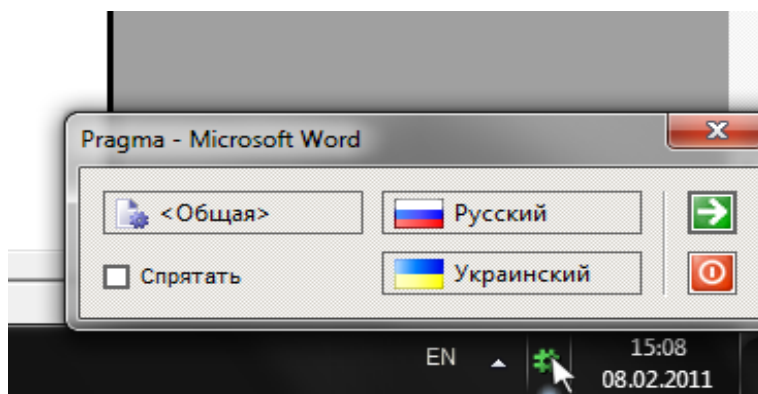 Pragma - Microsoft Word
<Общая>
Русский
Спрятать
Украинский
EN
15:08
08.02.2011